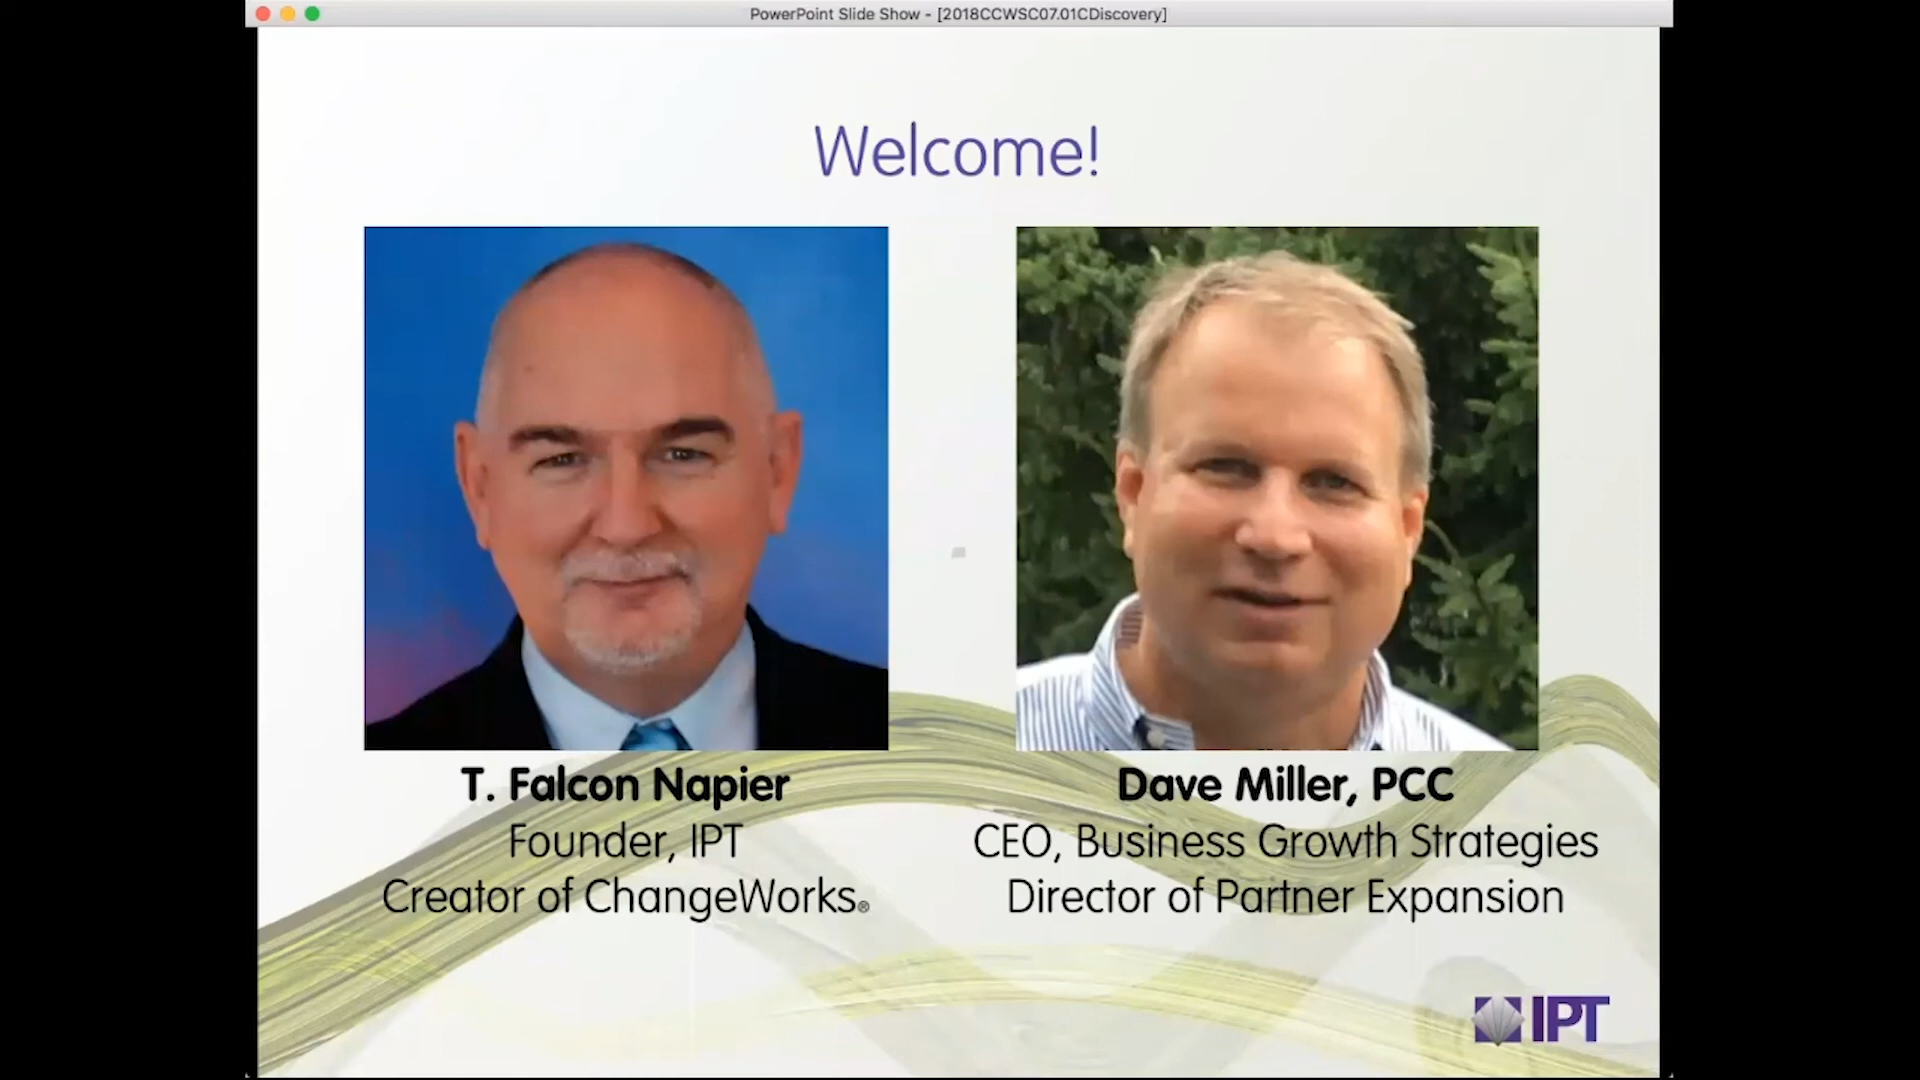 PowerPoint Slide Show - [2018CCWSC07.01CDiscovery]
Welcome!
T. Falcon Napier
Founder, IPT
Creator of ChangeWorks®
Dave Miller, PCC
CEO, Business Growth Strategies
Director of Partner Expansion
IPT